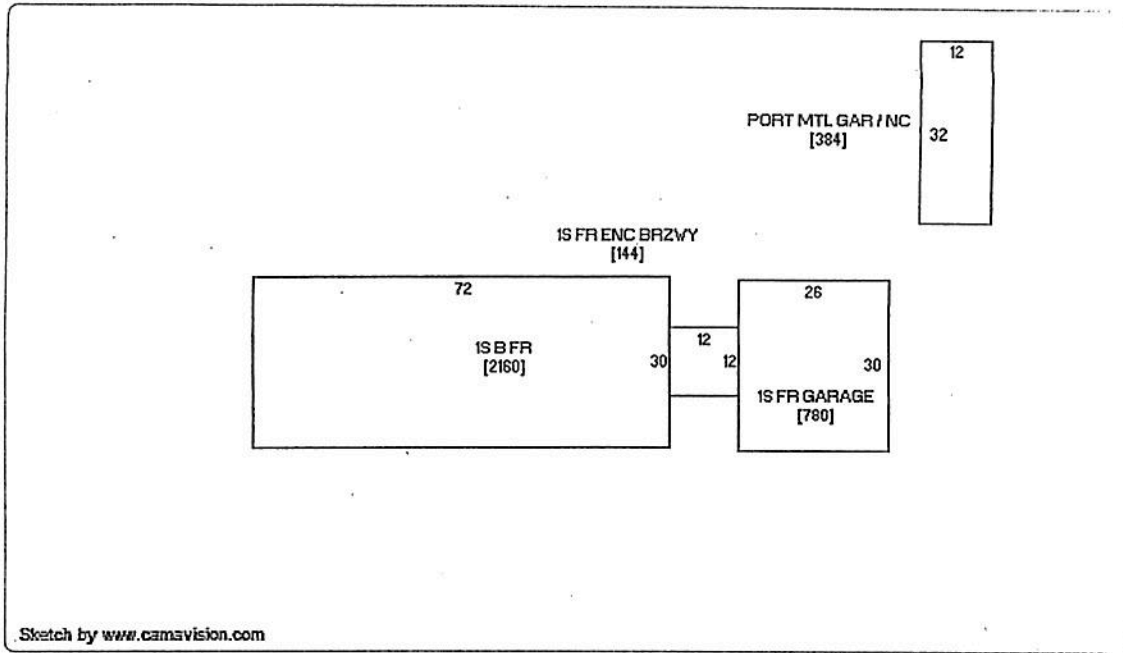 12
PORT MTL GAR / NC
[384]
32
1S FR ENC BRZWY
[144]
72
26
1S B FR
[2160]
30
12
12
30
1S FR GARAGE
[780]
Sketch by www.camavision.com